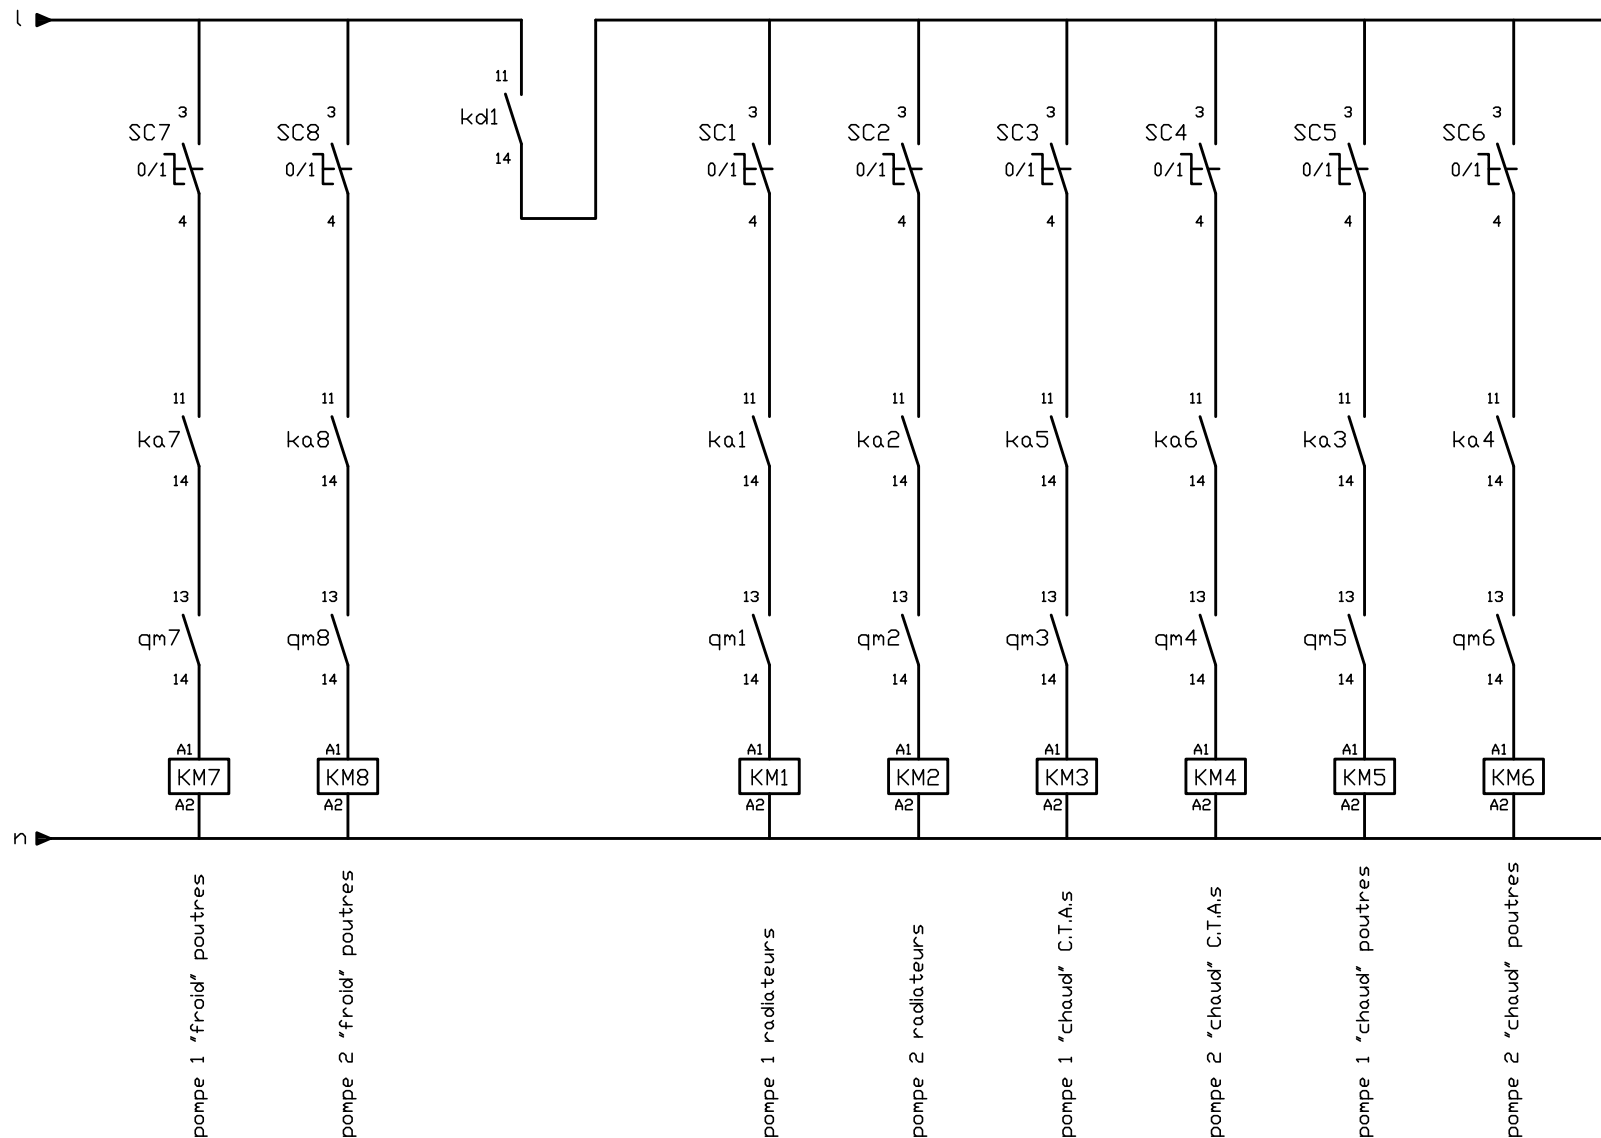 l
11
3 3 kd1 3 3 3 3 3 3
SC7 SC8 SC1 SC2 SC3 SC4 SC5 SC6
14
0/1 0/1 0/1 0/1 0/1 0/1 0/1 0/1
4 4 4 4 4 4 4 4
11 11 11 11 11 11 11 11
ka7 ka8 ka1 ka2 ka5 ka6 ka3 ka4
14 14 14 14 14 14 14 14
13 13 13 13 13 13 13 13
qm7 qm8 qm1 qm2 qm3 qm4 qm5 qm6
14 14 14 14 14 14 14 14
A1 A1 A1 A1 A1 A1 A1 A1
KM7 KM8 KM1 KM2 KM3 KM4 KM5 KM6
A2 A2 A2 A2 A2 A2 A2 A2
n
pompe 1 "froid" poutres
pompe 2 "froid" poutres
pompe 1 radiateurs
pompe 2 radiateurs
pompe 1 "chaud" C.T.A.s
pompe 2 "chaud" C.T.A.s
pompe 1 "chaud" poutres
pompe 2 "chaud" poutres